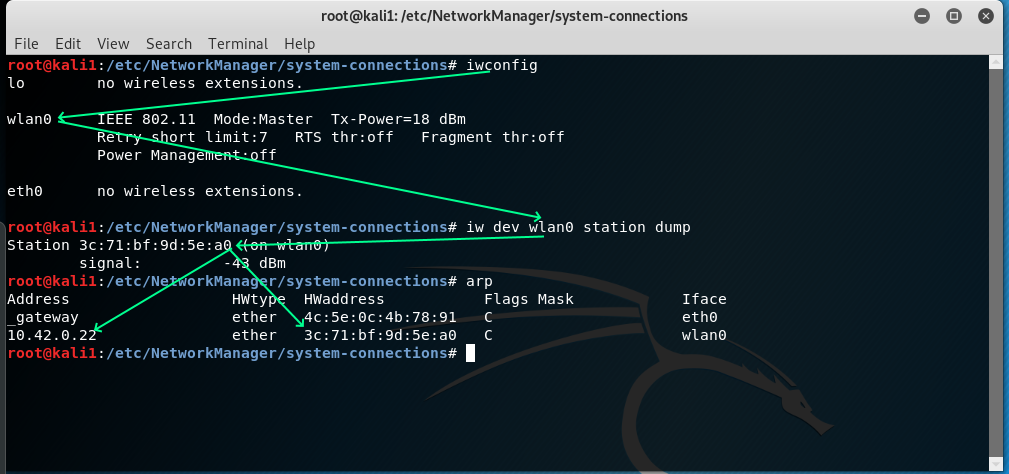 root@kali1: /etc/NetworkManager/system-connections
File Edit View Search Terminal Help
root@kali1:/etc/NetworkManager/system-connections# iwconfig
lo        no wireless extensions.
wlan0     IEEE 802.11  Mode:Master  Tx-Power=18 dBm
          Retry short limit:7   RTS thr:off   Fragment thr:off
          Power Management:off
eth0      no wireless extensions.
root@kali1:/etc/NetworkManager/system-connections# iw dev wlan0 station dump
Station 3c:71:bf:9d:5e:a0 (on wlan0)
        signal:         -43 dBm
root@kali1:/etc/NetworkManager/system-connections# arp
Address                  HWtype  HWaddress           Flags Mask            Iface
_gateway                 ether   4c:5e:0c:4b:78:91   C                     eth0
10.42.0.22               ether   3c:71:bf:9d:5e:a0   C                     wlan0
root@kali1:/etc/NetworkManager/system-connections#